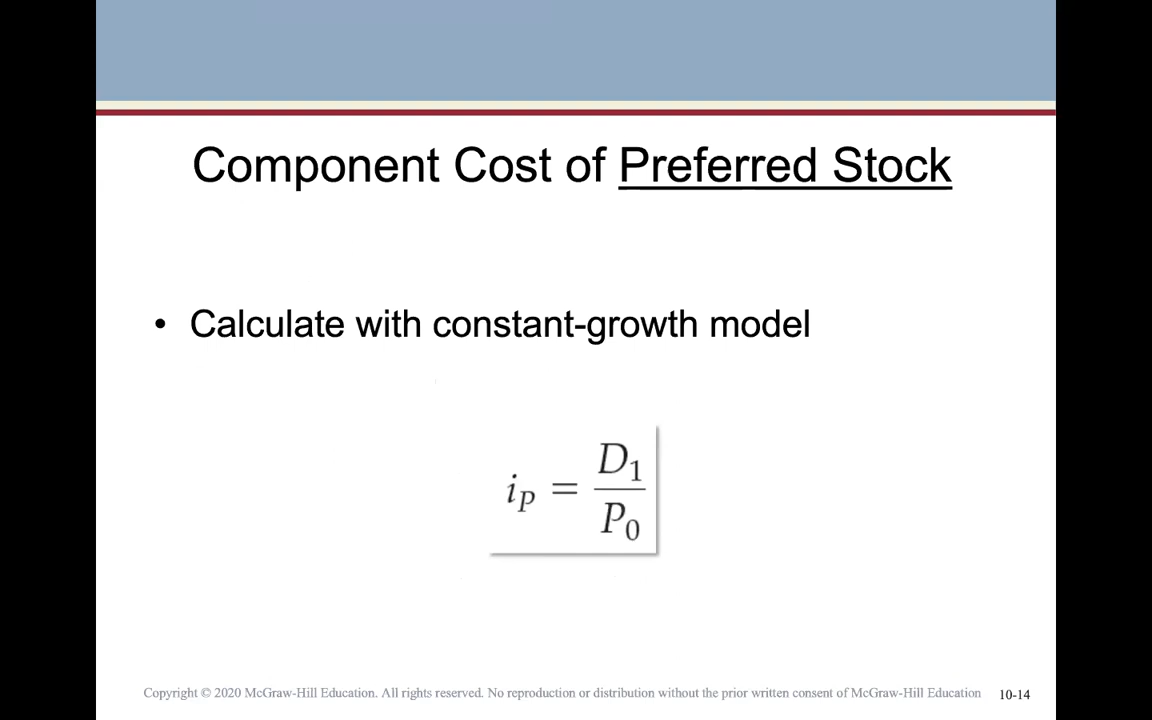 Component Cost of Preferred Stock
• Calculate with constant-growth model
i_P = D_1 / P_0
Copyright © 2020 McGraw-Hill Education. All rights reserved. No reproduction or distribution without the prior written consent of McGraw-Hill Education 10-14